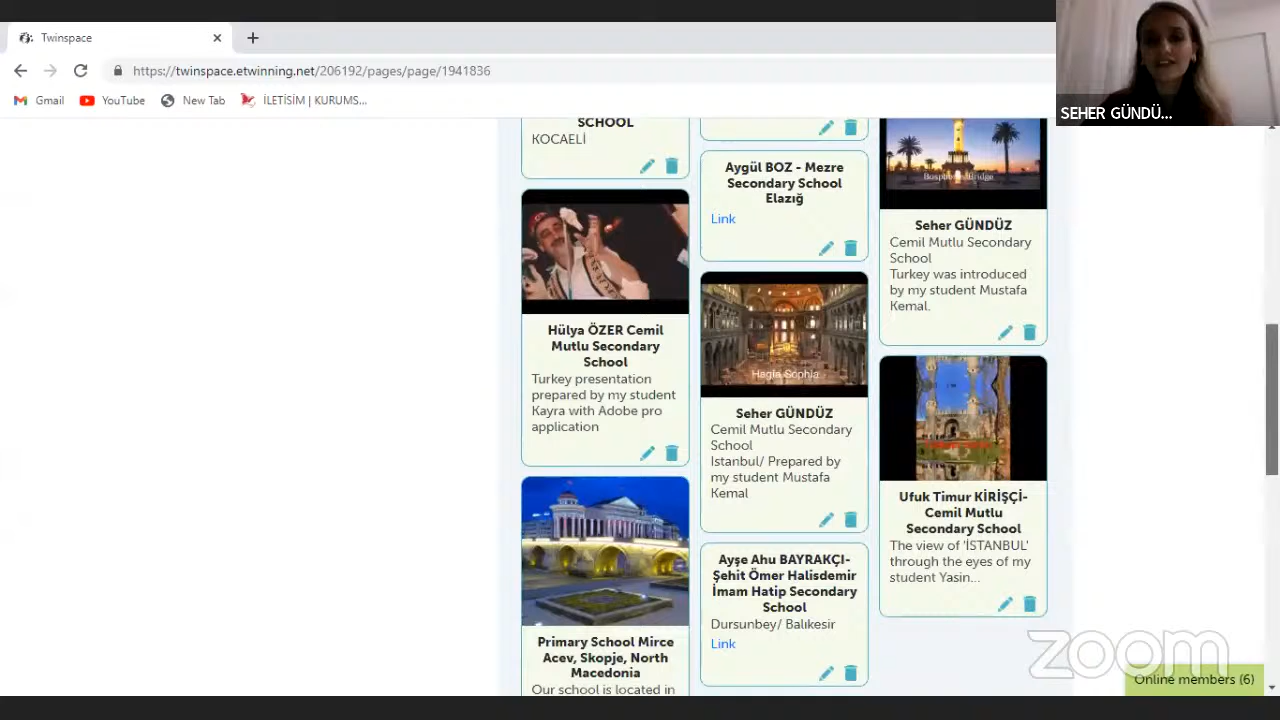 Twinspace
https://twinspace.etwinning.net/206192/pages/page/1941836
Gmail
YouTube
New Tab
İLETİSİM | KURUMS...
SEHER GÜNDÜ...
SCHOOL
KOCAELİ
Hülya ÖZER Cemil
Mutlu Secondary
School
Turkey presentation
prepared by my student
Kayra with Adobe pro
application
Primary School Mirce
Acev, Skopje, North
Macedonia
Our school is located in
Aygül BOZ - Mezre
Secondary School
Elazığ
Link
Hagia Sophia
Seher GÜNDÜZ
Cemil Mutlu Secondary
School
Istanbul/ Prepared by
my student Mustafa
Kemal
Ayşe Ahu BAYRAKÇI-
Şehit Ömer Halisdemir
İmam Hatip Secondary
School
Dursunbey/ Balıkesir
Link
Bosphorus Bridge
Seher GÜNDÜZ
Cemil Mutlu Secondary
School
Turkey was introduced
by my student Mustafa
Kemal.
Ufuk Timur KİRİŞÇİ-
Cemil Mutlu
Secondary School
The view of 'İSTANBUL'
through the eyes of my
student Yasin...
zoom
Online members (6)